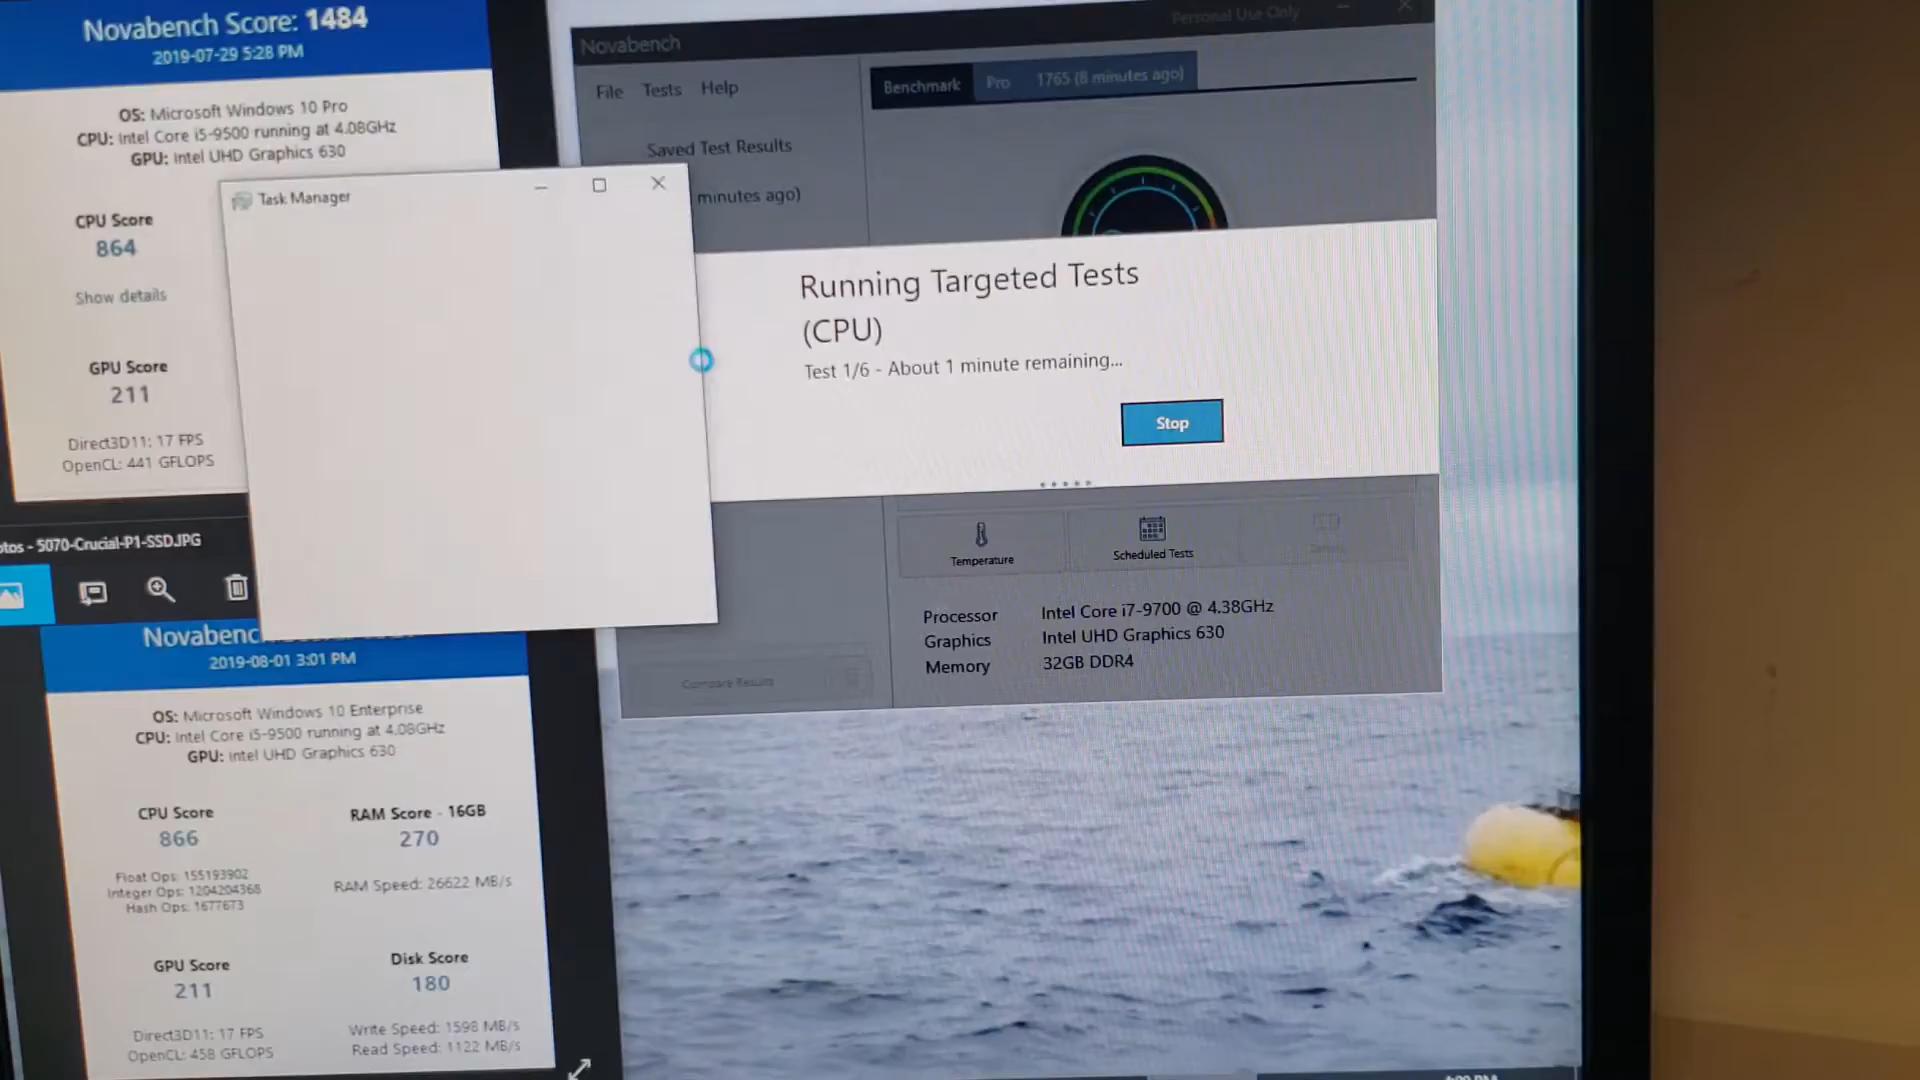 Novabench Score: 1484
2019-07-29 5:28 PM
OS: Microsoft Windows 10 Pro
CPU: Intel Core i5-9500 running at 4.08GHz
GPU: Intel UHD Graphics 630
CPU Score
864
Show details
GPU Score
211
Direct3D11: 17 FPS
OpenCL: 441 GFLOPS
Task Manager
Novabench
Personal Use Only
File Tests Help
Benchmark Pro 1765 (8 minutes ago)
Saved Test Results
minutes ago)
Running Targeted Tests
(CPU)
Test 1/6 - About 1 minute remaining...
Stop
Temperature
Scheduled Tests
Processor Intel Core i7-9700 @ 4.38GHz
Graphics Intel UHD Graphics 630
Memory 32GB DDR4
Compare Results
otos - 5070-Crucial-P1-SSD.JPG
Novabenc
2019-08-01 3:01 PM
OS: Microsoft Windows 10 Enterprise
CPU: Intel Core i5-9500 running at 4.08GHz
GPU: Intel UHD Graphics 630
CPU Score
866
Float Ops: 155193902
Integer Ops: 1204204368
Hash Ops: 1677673
RAM Score - 16GB
270
RAM Speed: 26622 MB/s
GPU Score
211
Direct3D11: 17 FPS
OpenCL: 458 GFLOPS
Disk Score
180
Write Speed: 1598 MB/s
Read Speed: 1122 MB/s